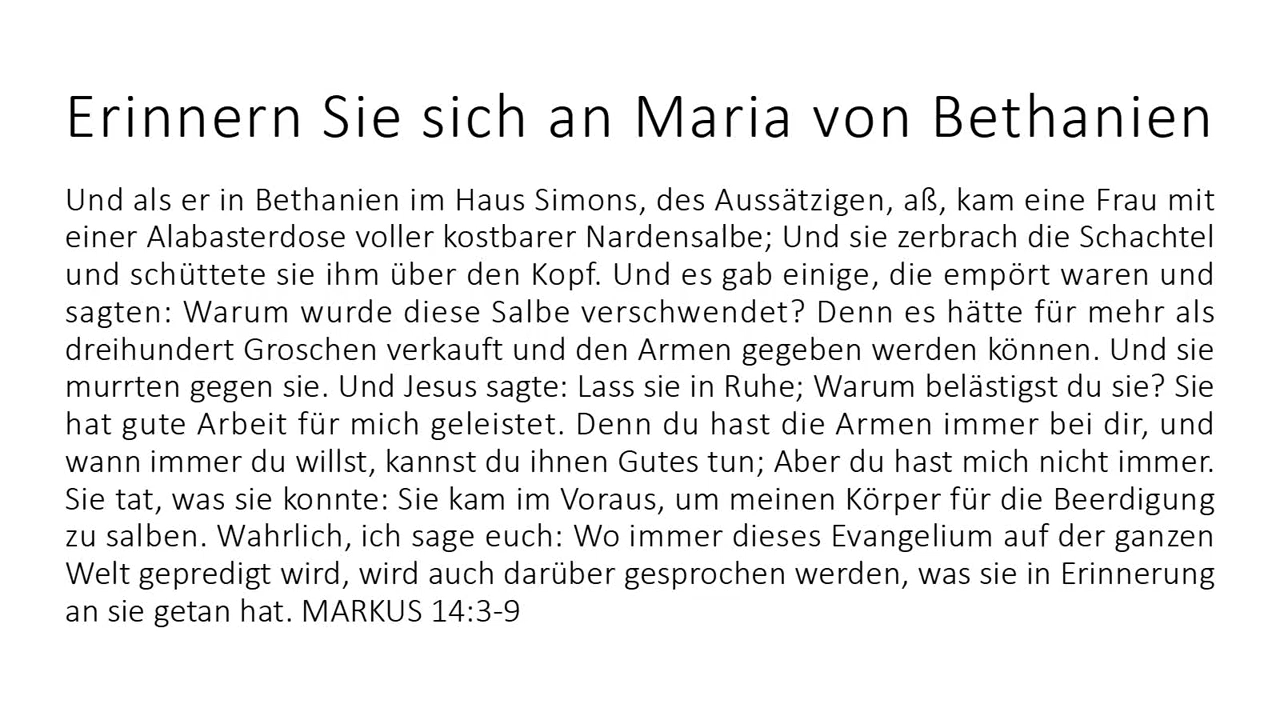 Erinnern Sie sich an Maria von Bethanien
Und als er in Bethanien im Haus Simons, des Aussätzigen, aß, kam eine Frau mit
einer Alabasterdose voller kostbarer Nardensalbe; Und sie zerbrach die Schachtel
und schüttete sie ihm über den Kopf. Und es gab einige, die empört waren und
sagten: Warum wurde diese Salbe verschwendet? Denn es hätte für mehr als
dreihundert Groschen verkauft und den Armen gegeben werden können. Und sie
murrten gegen sie. Und Jesus sagte: Lass sie in Ruhe; Warum belästigst du sie? Sie
hat gute Arbeit für mich geleistet. Denn du hast die Armen immer bei dir, und
wann immer du willst, kannst du ihnen Gutes tun; Aber du hast mich nicht immer.
Sie tat, was sie konnte: Sie kam im Voraus, um meinen Körper für die Beerdigung
zu salben. Wahrlich, ich sage euch: Wo immer dieses Evangelium auf der ganzen
Welt gepredigt wird, wird auch darüber gesprochen werden, was sie in Erinnerung
an sie getan hat. MARKUS 14:3-9